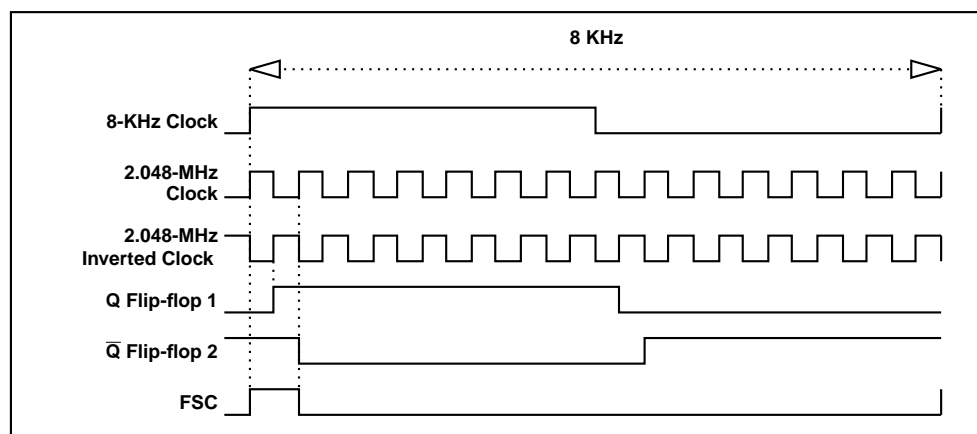 8 KHz
8-KHz Clock
2.048-MHz
Clock
2.048-MHz
Inverted Clock
Q Flip-flop 1
Q̅ Flip-flop 2
FSC